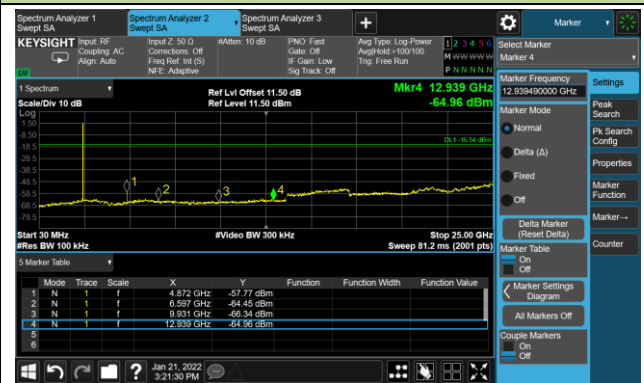 Spectrum Analyzer 1
Swept SA
Spectrum Analyzer 2
Swept SA
Spectrum Analyzer 3
Swept SA
Marker
KEYSIGHT
Input: RF
Coupling: AC
Align: Auto
Input Z: 50 Ω
Corrections: Off
Freq Ref: Int (S)
NFE: Adaptive
#Atten: 10 dB
PNO: Fast
Gate: Off
IF Gain: Low
Sig Track: Off
Avg Type: Log-Power
Avg|Hold:>100/100
Trig: Free Run
1 2 3 4 5 6
M W W W W W
P N N N N N
LVI
1 Spectrum
Scale/Div 10 dB
Log
Ref Lvl Offset 11.50 dB
Ref Level 11.50 dBm
Mkr4 12.939 GHz
-64.96 dBm
1.50
-8.50
-18.5
-28.5
-38.5
-48.5
-58.5
-68.5
-78.5
DL1 -16.54 dBm
1
2
3
4
Start 30 MHz
#Res BW 100 kHz
#Video BW 300 kHz
Stop 25.00 GHz
Sweep 81.2 ms (2001 pts)
5 Marker Table
Mode Trace Scale X Y Function Function Width Function Value
1 N 1 f 4.872 GHz -57.77 dBm
2 N 1 f 6.597 GHz -64.45 dBm
3 N 1 f 9.931 GHz -66.34 dBm
4 N 1 f 12.939 GHz -64.96 dBm
5
6
Jan 21, 2022
3:21:30 PM
Select Marker
Marker 4
Marker Frequency
12.939490000 GHz
Marker Mode
Normal
Delta (Δ)
Fixed
Off
Delta Marker
(Reset Delta)
Marker Table
On
Off
Marker Settings
Diagram
All Markers Off
Couple Markers
On
Off
Settings
Peak
Search
Pk Search
Config
Properties
Marker
Function
Marker→
Counter